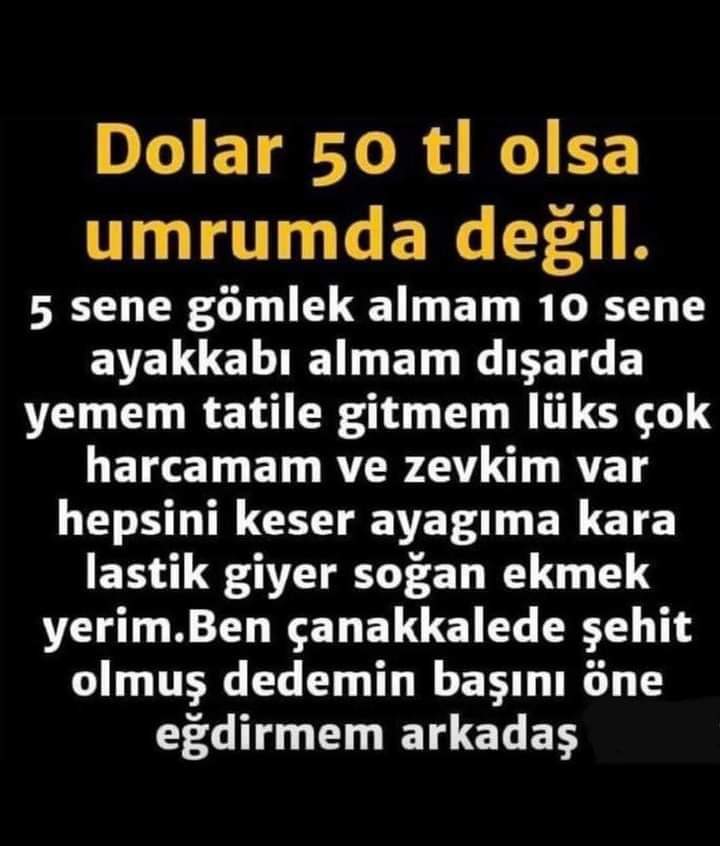 Dolar 50 tl olsa
umrumda değil.
5 sene gömlek almam 10 sene
ayakkabı almam dışarda
yemem tatile gitmem lüks çok
harcamam ve zevkim var
hepsini keser ayagıma kara
lastik giyer soğan ekmek
yerim.Ben çanakkalede şehit
olmuş dedemin başını öne
eğdirmem arkadaş